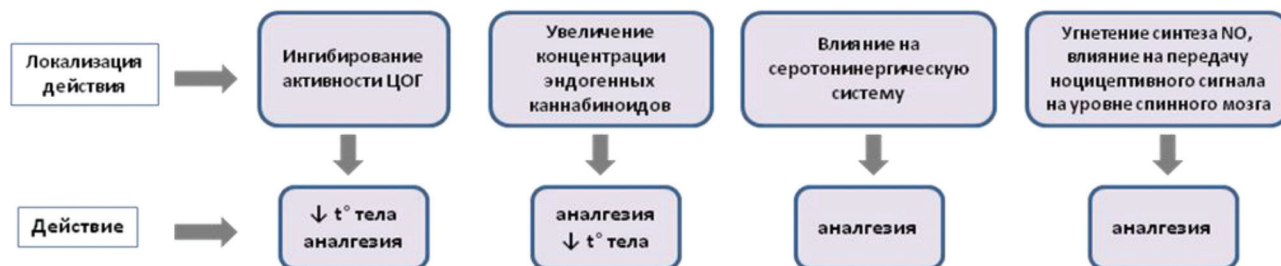 Локализация
действия
Ингибирование
активности ЦОГ
Увеличение
концентрации
эндогенных
каннабиноидов
Влияние на
серотонинергическую
систему
Угнетение синтеза NO,
влияние на передачу
ноцицептивного сигнала
на уровне спинного мозга
Действие
↓ t° тела
аналгезия
аналгезия
↓ t° тела
аналгезия
аналгезия